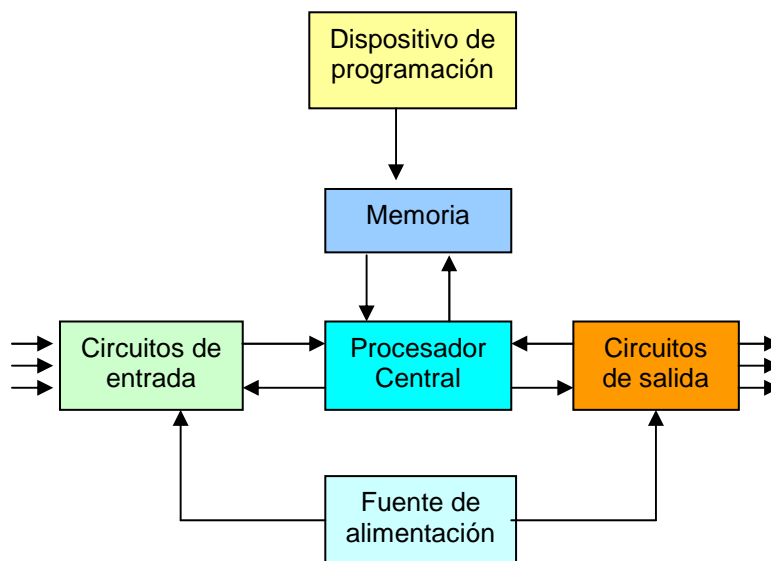 Dispositivo de
programación
Memoria
Circuitos de
entrada
Procesador
Central
Circuitos
de salida
Fuente de
alimentación